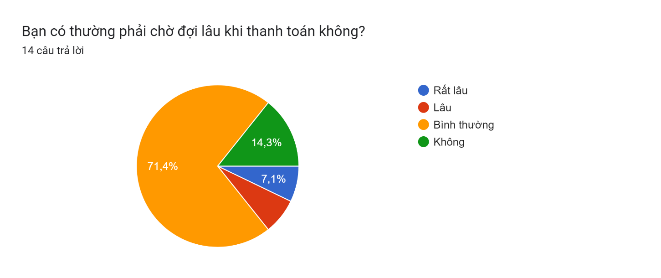 Bạn có thường phải chờ đợi lâu khi thanh toán không?
14 câu trả lời
Rất lâu
Lâu
Bình thường
Không
14,3%
71,4%
7,1%